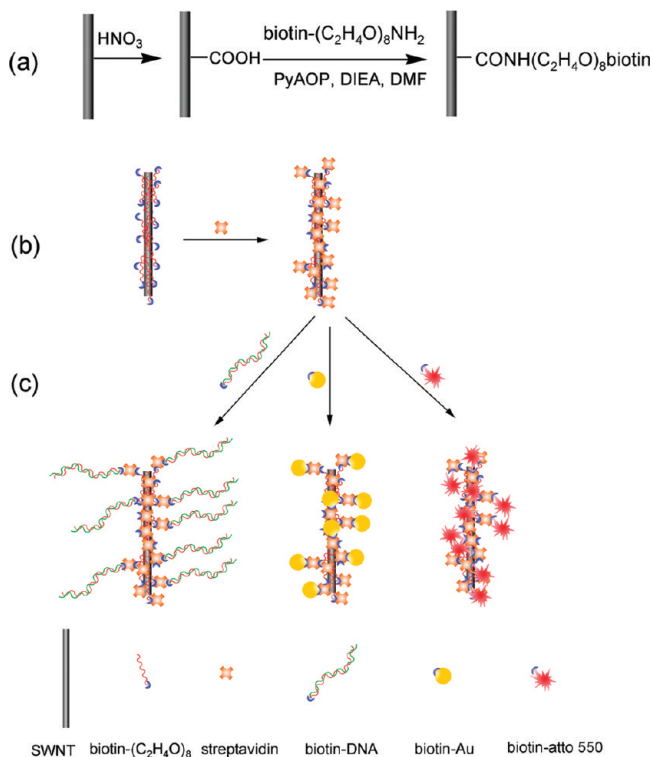 (a)
HNO₃
COOH
biotin-(C₂H₄O)₈NH₂
PyAOP, DIEA, DMF
CONH(C₂H₄O)₈biotin
(b)
(c)
SWNT biotin-(C₂H₄O)₈ streptavidin biotin-DNA biotin-Au biotin-atto 550